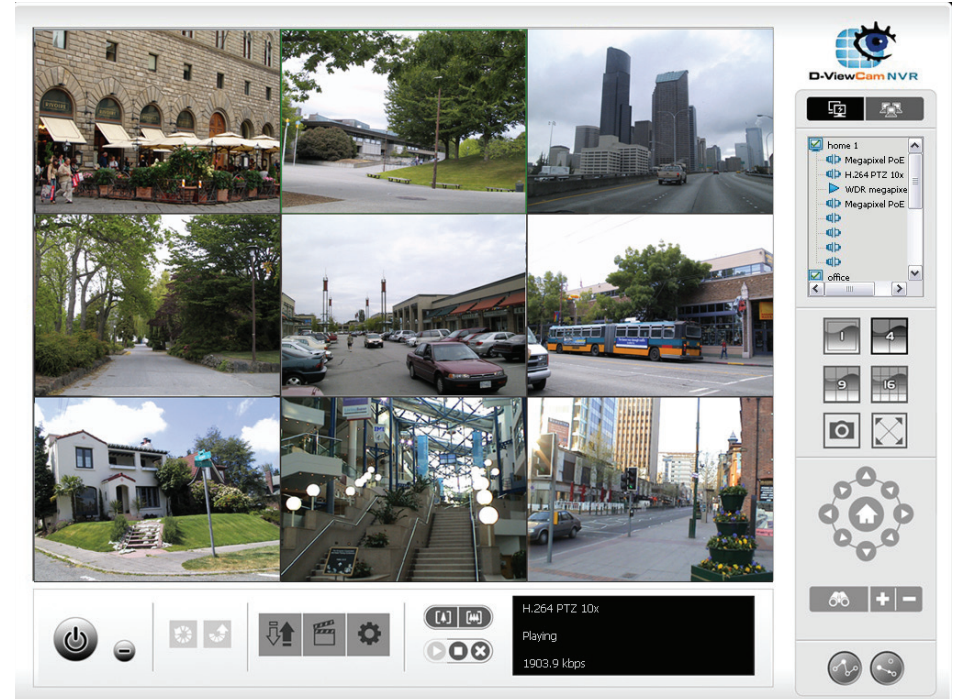 D-ViewCam NVR
home 1
Megapixel PoE
H.264 PTZ 10x
WDR megapixe
Megapixel PoE
office
1
4
9
16
H.264 PTZ 10x
Playing
1903.9 kbps